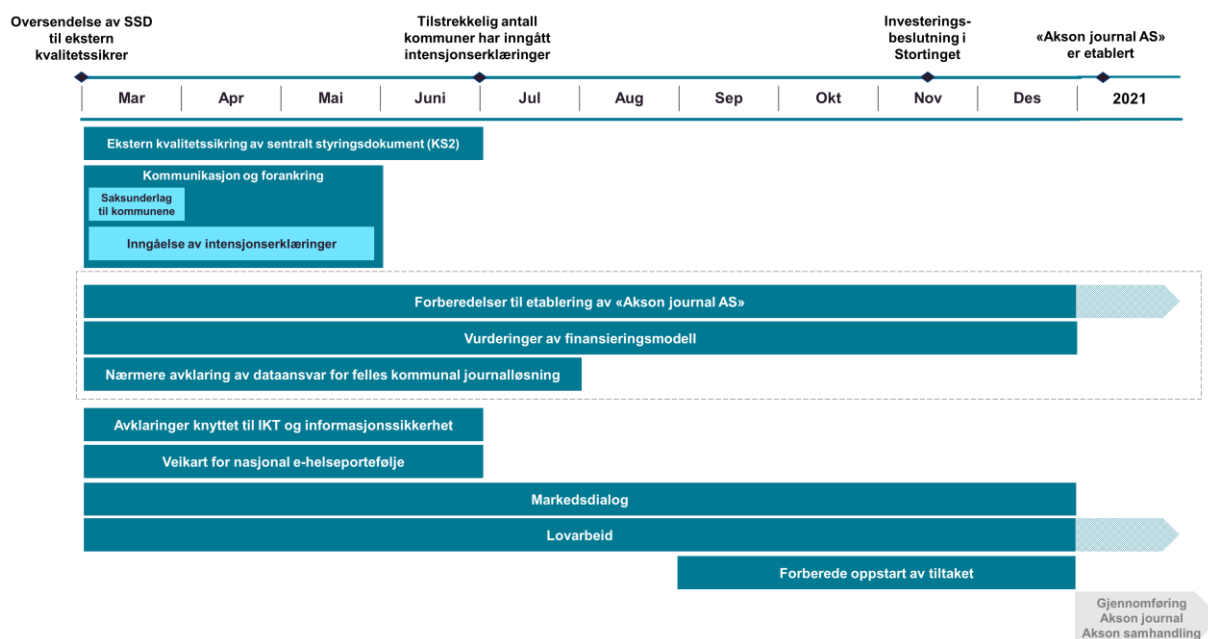 Oversendelse av SSD
til ekstern
kvalitetssikrer
Tilstrekkelig antall
kommuner har inngått
intensjonserklæringer
Investerings-
beslutning i
Stortinget
«Akson journal AS»
er etablert
Mar Apr Mai Juni Jul Aug Sep Okt Nov Des 2021
Ekstern kvalitetssikring av sentralt styringsdokument (KS2)
Kommunikasjon og forankring
Saksunderlag
til kommunene
Inngåelse av intensjonserklæringer
Forberedelser til etablering av «Akson journal AS»
Vurderinger av finansieringsmodell
Nærmere avklaring av dataansvar for felles kommunal journalløsning
Avklaringer knyttet til IKT og informasjonssikkerhet
Veikart for nasjonal e-helseportefølje
Markedsdialog
Lovarbeid
Forberede oppstart av tiltaket
Gjennomføring
Akson journal
Akson samhandling